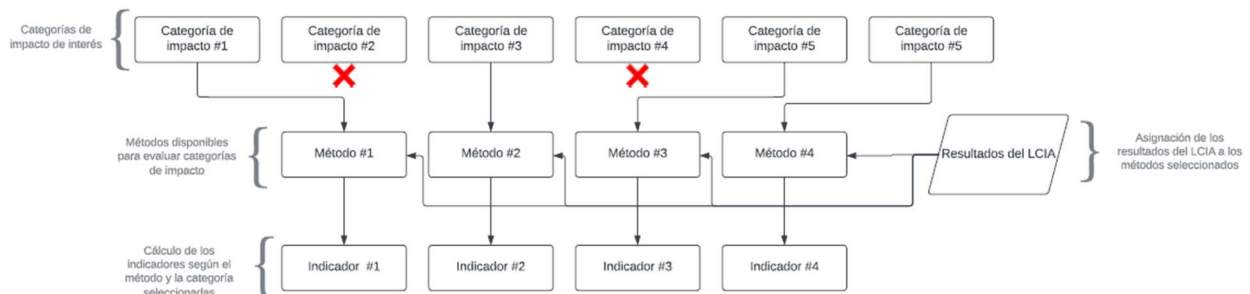 Categorías de
impacto de interés
Categoría de
impacto #1
Categoría de
impacto #2
Categoría de
impacto #3
Categoría de
impacto #4
Categoría de
impacto #5
Categoría de
impacto #5
Métodos disponibles
para evaluar categorías
de impacto
Método #1
Método #2
Método #3
Método #4
Resultados del LCIA
Asignación de los
resultados del LCIA a los
métodos seleccionados
Cálculo de los
indicadores según el
método y la categoría
seleccionadas
Indicador #1
Indicador #2
Indicador #3
Indicador #4